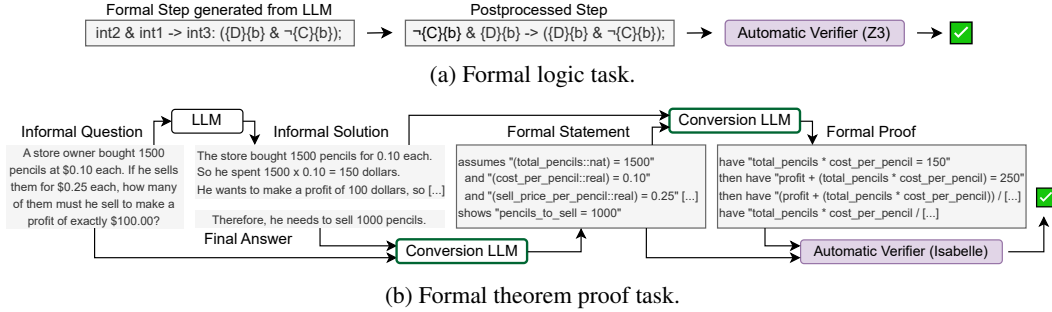 Formal Step generated from LLM
Postprocessed Step
int2 & int1 -> int3: ({D}{b} & ¬{C}{b});
¬{C}{b} & {D}{b} -> ({D}{b} & ¬{C}{b});
Automatic Verifier (Z3)
(a) Formal logic task.
Informal Question
LLM
Informal Solution
Formal Statement
Conversion LLM
Formal Proof
A store owner bought 1500
pencils at $0.10 each. If he sells
them for $0.25 each, how many
of them must he sell to make a
profit of exactly $100.00?
The store bought 1500 pencils for 0.10 each.
So he spent 1500 x 0.10 = 150 dollars.
He wants to make a profit of 100 dollars, so [...]
Therefore, he needs to sell 1000 pencils.
Final Answer
Conversion LLM
assumes "(total_pencils::nat) = 1500"
and "(cost_per_pencil::real) = 0.10"
and "(sell_price_per_pencil::real) = 0.25" [...]
shows "pencils_to_sell = 1000"
have "total_pencils * cost_per_pencil = 150"
then have "profit + (total_pencils * cost_per_pencil) = 250"
then have "(profit + (total_pencils * cost_per_pencil)) / [...]
have "total_pencils * cost_per_pencil / [...]
Automatic Verifier (Isabelle)
(b) Formal theorem proof task.